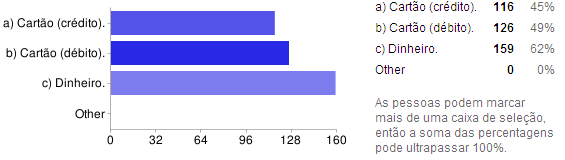 a) Cartão (crédito).
b) Cartão (débito).
c) Dinheiro.
Other
0 32 64 96 128 160
a) Cartão (crédito). 116 45%
b) Cartão (débito). 126 49%
c) Dinheiro. 159 62%
Other 0 0%
As pessoas podem marcar
mais de uma caixa de seleção,
então a soma das percentagens
pode ultrapassar 100%.